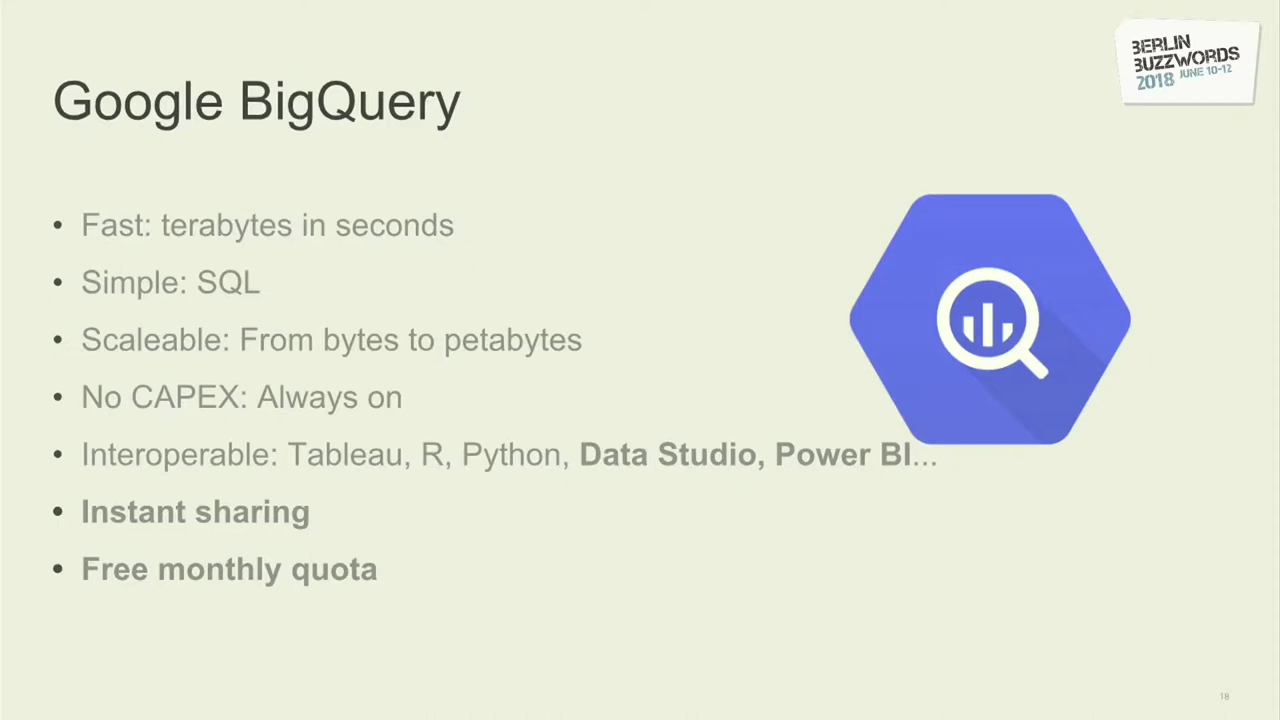 BERLIN
BUZZWORDS
2018 JUNE 10-12
Google BigQuery
• Fast: terabytes in seconds
• Simple: SQL
• Scaleable: From bytes to petabytes
• No CAPEX: Always on
• Interoperable: Tableau, R, Python, Data Studio, Power BI...
• Instant sharing
• Free monthly quota
18